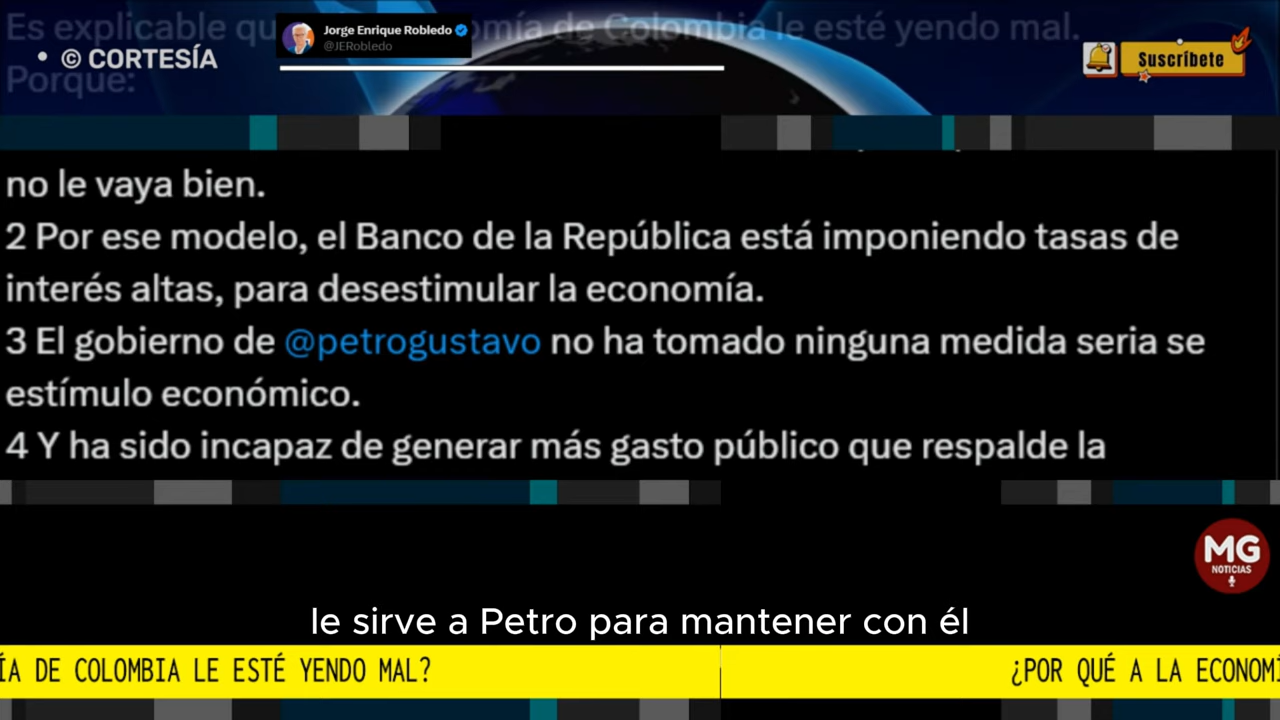 Es explicable qu omía de Colombia le esté yendo mal.
Porque:
• © CORTESÍA
Jorge Enrique Robledo
@JERobledo
Suscríbete
no le vaya bien.
2 Por ese modelo, el Banco de la República está imponiendo tasas de
interés altas, para desestimular la economía.
3 El gobierno de @petrogustavo no ha tomado ninguna medida seria se
estímulo económico.
4 Y ha sido incapaz de generar más gasto público que respalde la
MG
NOTICIAS
le sirve a Petro para mantener con él
ÍA DE COLOMBIA LE ESTÉ YENDO MAL?
¿POR QUÉ A LA ECONOMÍ